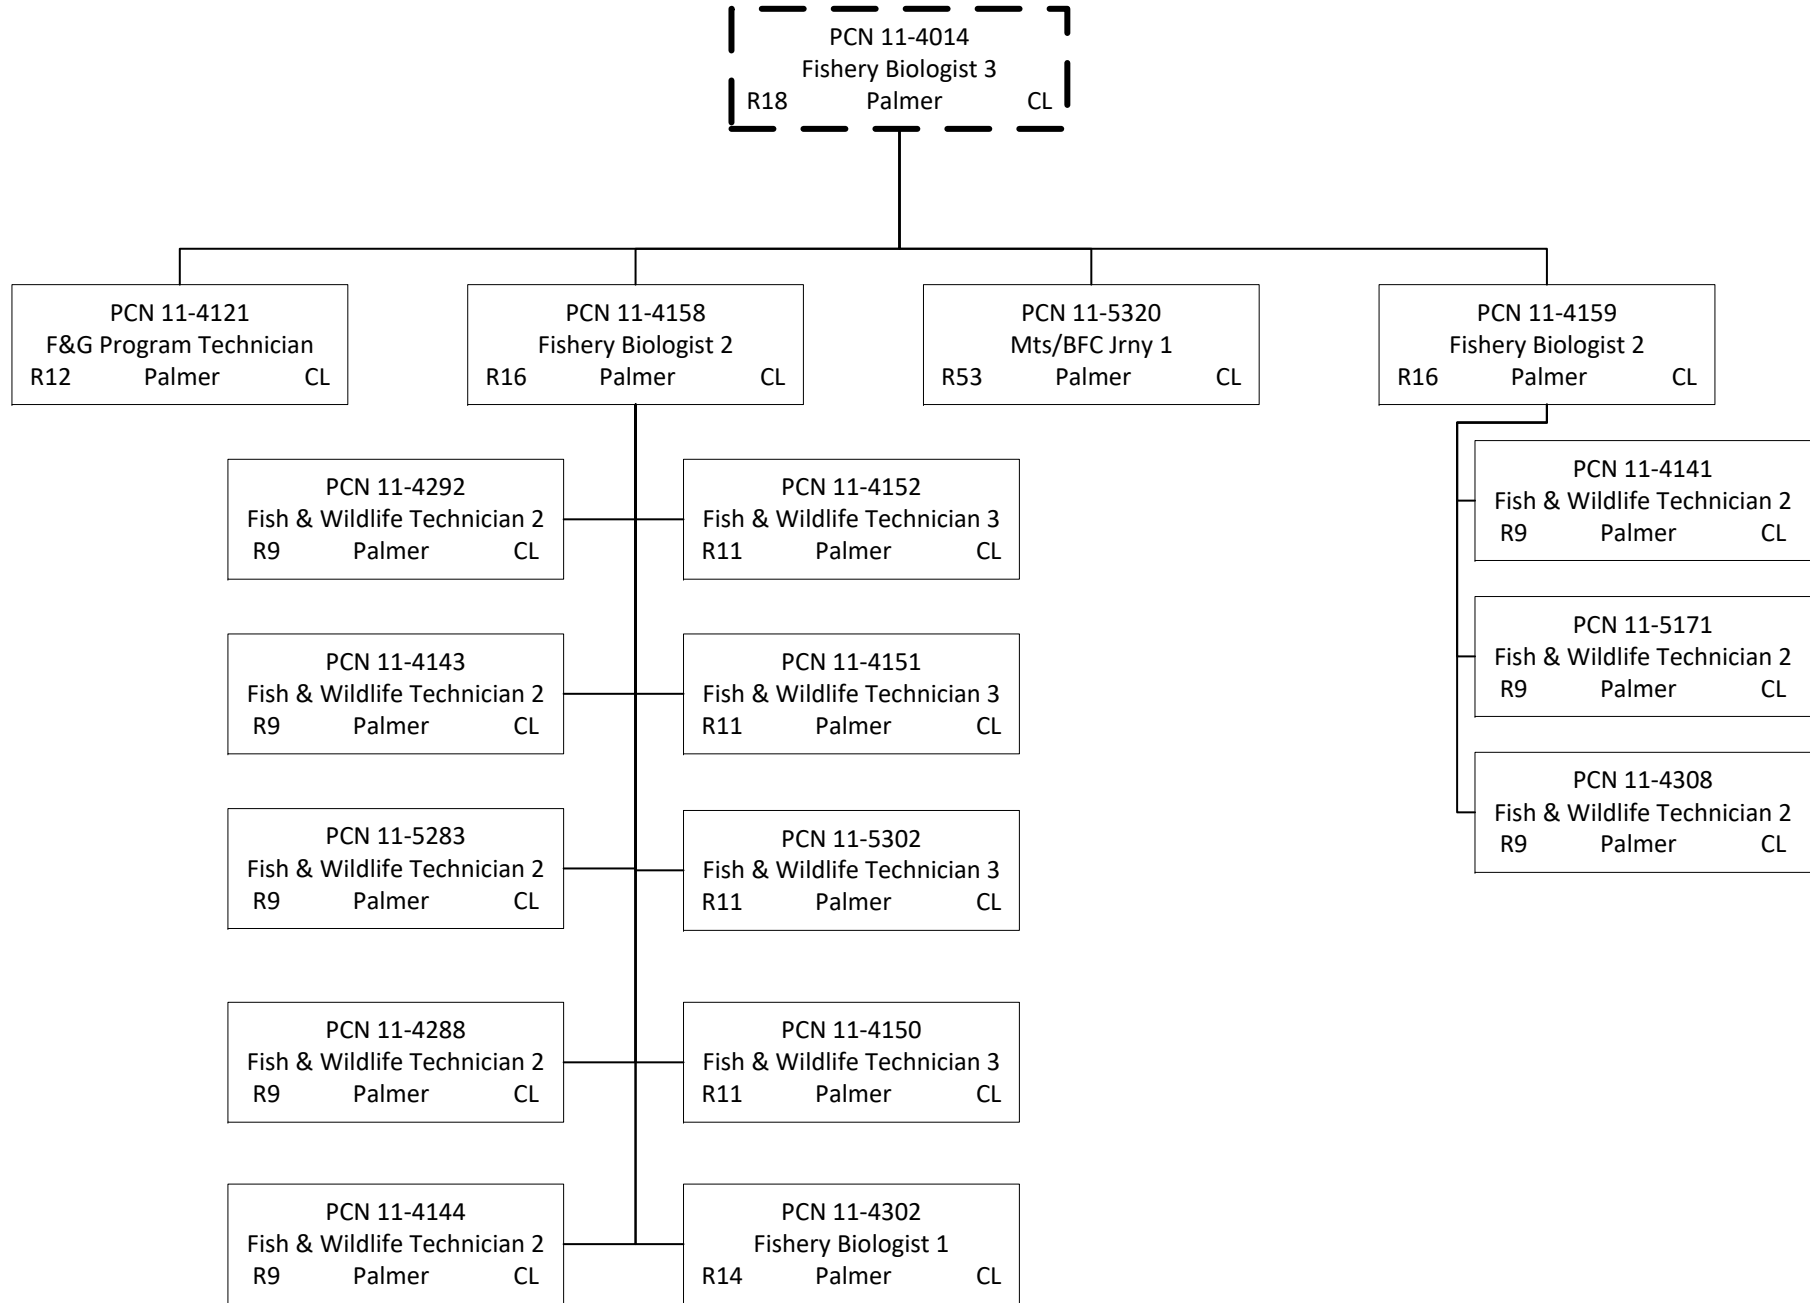 PCN 11-4014
Fishery Biologist 3
R18 Palmer CL
PCN 11-4121
F&G Program Technician
R12 Palmer CL
PCN 11-4158
Fishery Biologist 2
R16 Palmer CL
PCN 11-5320
Mts/BFC Jrny 1
R53 Palmer CL
PCN 11-4159
Fishery Biologist 2
R16 Palmer CL
PCN 11-4292
Fish & Wildlife Technician 2
R9 Palmer CL
PCN 11-4152
Fish & Wildlife Technician 3
R11 Palmer CL
PCN 11-4141
Fish & Wildlife Technician 2
R9 Palmer CL
PCN 11-4143
Fish & Wildlife Technician 2
R9 Palmer CL
PCN 11-4151
Fish & Wildlife Technician 3
R11 Palmer CL
PCN 11-5171
Fish & Wildlife Technician 2
R9 Palmer CL
PCN 11-5283
Fish & Wildlife Technician 2
R9 Palmer CL
PCN 11-5302
Fish & Wildlife Technician 3
R11 Palmer CL
PCN 11-4308
Fish & Wildlife Technician 2
R9 Palmer CL
PCN 11-4288
Fish & Wildlife Technician 2
R9 Palmer CL
PCN 11-4150
Fish & Wildlife Technician 3
R11 Palmer CL
PCN 11-4144
Fish & Wildlife Technician 2
R9 Palmer CL
PCN 11-4302
Fishery Biologist 1
R14 Palmer CL